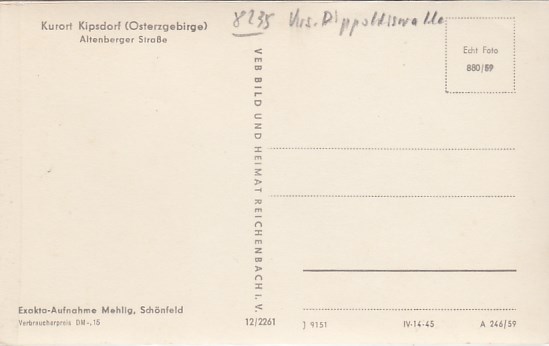 Kurort Kipsdorf (Osterzgebirge)
Altenberger Straße
8235 Krs. Dippoldiswalde
Echt Foto
880/59
VEB BILD UND HEIMAT REICHENBACH I. V.
Exakta-Aufnahme Mehlig, Schönfeld
Verbraucherpreis DM -,15
12/2261
J 9151
IV-14-45
A 246/59